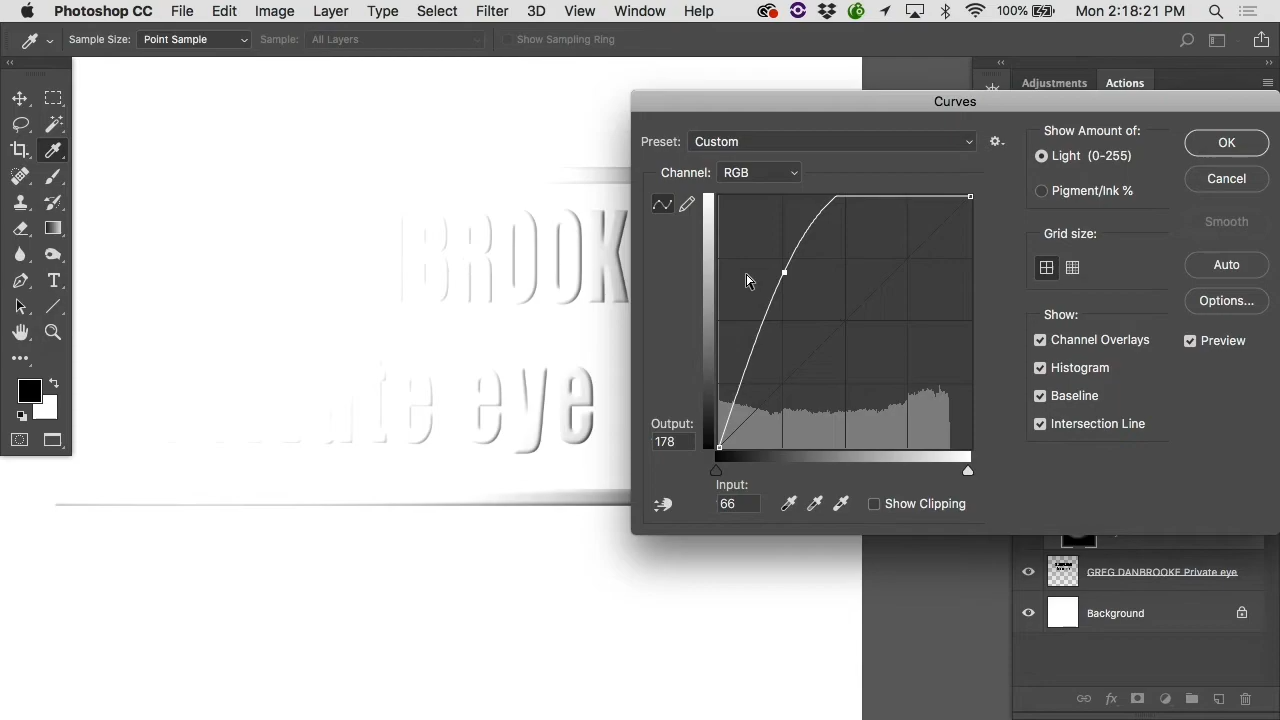 Photoshop CC File Edit Image Layer Type Select Filter 3D View Window Help 100% Mon 2:18:21 PM
Sample Size: Point Sample Sample: All Layers Show Sampling Ring
Adjustments Actions
Curves
Preset: Custom
Channel: RGB
Show Amount of:
Light (0-255)
Pigment/Ink %
OK
Cancel
Smooth
Grid size:
Auto
Options...
Show:
Channel Overlays
Preview
Histogram
Baseline
Intersection Line
Output:
178
Input:
66
Show Clipping
BROOK
eye
GREG DANBROOKE Private eye
Background